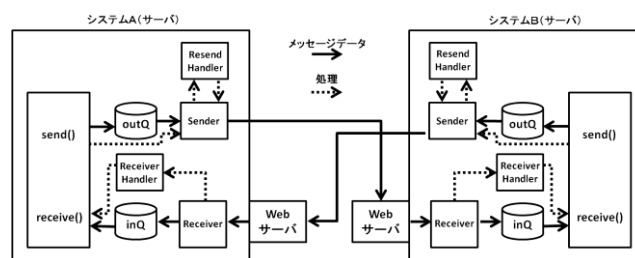 システムA(サーバ)
システムB(サーバ)
メッセージデータ
処理
Resend
Handler
outQ
Sender
send()
Receiver
Handler
receive()
inQ
Receiver
Web
サーバ
Resend
Handler
Sender
outQ
send()
Receiver
Handler
Web
サーバ
Receiver
inQ
receive()